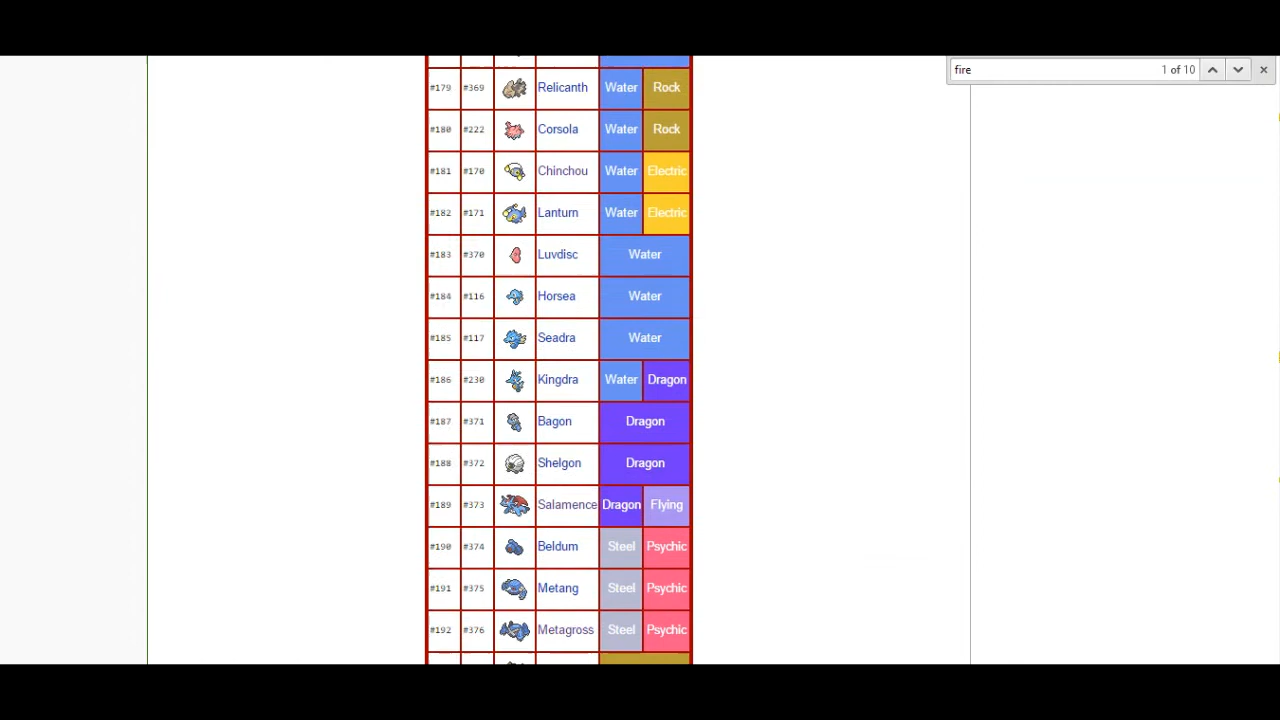 fire 1 of 10
#179 #369 Relicanth Water Rock
#180 #222 Corsola Water Rock
#181 #170 Chinchou Water Electric
#182 #171 Lanturn Water Electric
#183 #370 Luvdisc Water
#184 #116 Horsea Water
#185 #117 Seadra Water
#186 #230 Kingdra Water Dragon
#187 #371 Bagon Dragon
#188 #372 Shelgon Dragon
#189 #373 Salamence Dragon Flying
#190 #374 Beldum Steel Psychic
#191 #375 Metang Steel Psychic
#192 #376 Metagross Steel Psychic